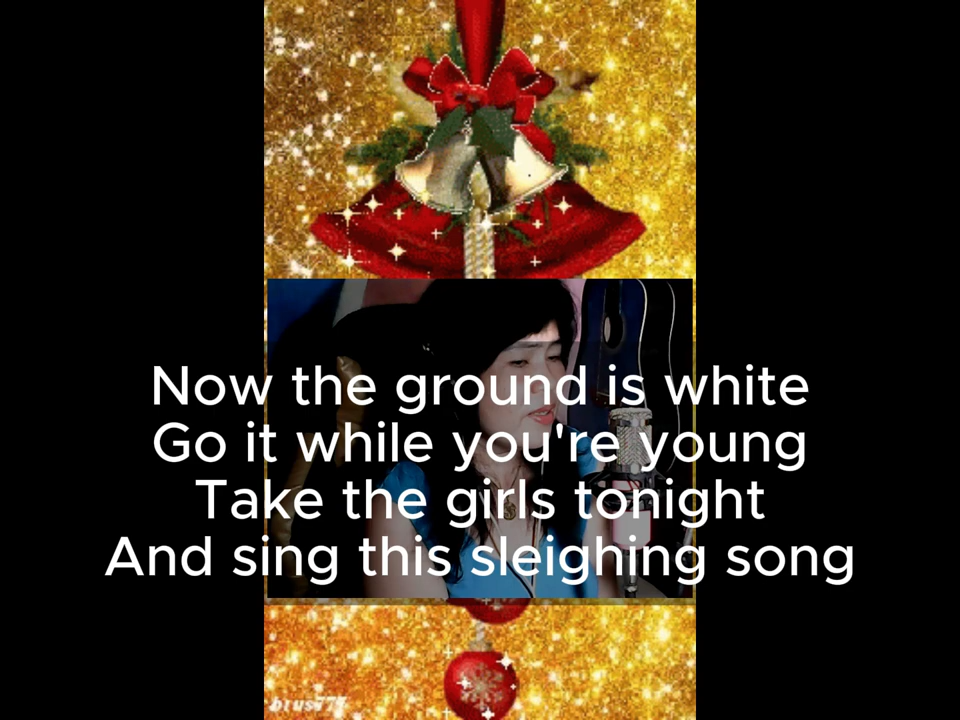 Now the ground is white
Go it while you're young
Take the girls tonight
And sing this sleighing song